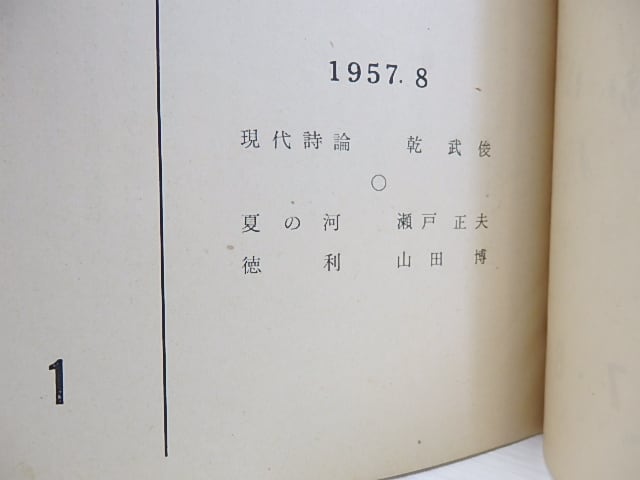 1957.8
現代詩論 乾武俊
○
夏の河 瀬戸正夫
徳利 山田博
1